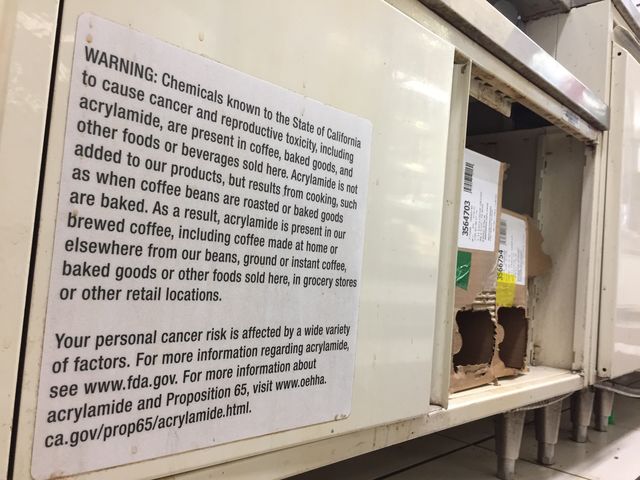 WARNING: Chemicals known to the State of California
to cause cancer and reproductive toxicity, including
acrylamide, are present in coffee, baked goods, and
other foods or beverages sold here. Acrylamide is not
added to our products, but results from cooking, such
as when coffee beans are roasted or baked goods
are baked. As a result, acrylamide is present in our
brewed coffee, including coffee made at home or
elsewhere from our beans, ground or instant coffee,
baked goods or other foods sold here, in grocery stores
or other retail locations.
Your personal cancer risk is affected by a wide variety
of factors. For more information regarding acrylamide,
see www.fda.gov. For more information about
acrylamide and Proposition 65, visit www.oehha.
ca.gov/prop65/acrylamide.html.
3564703
3566754